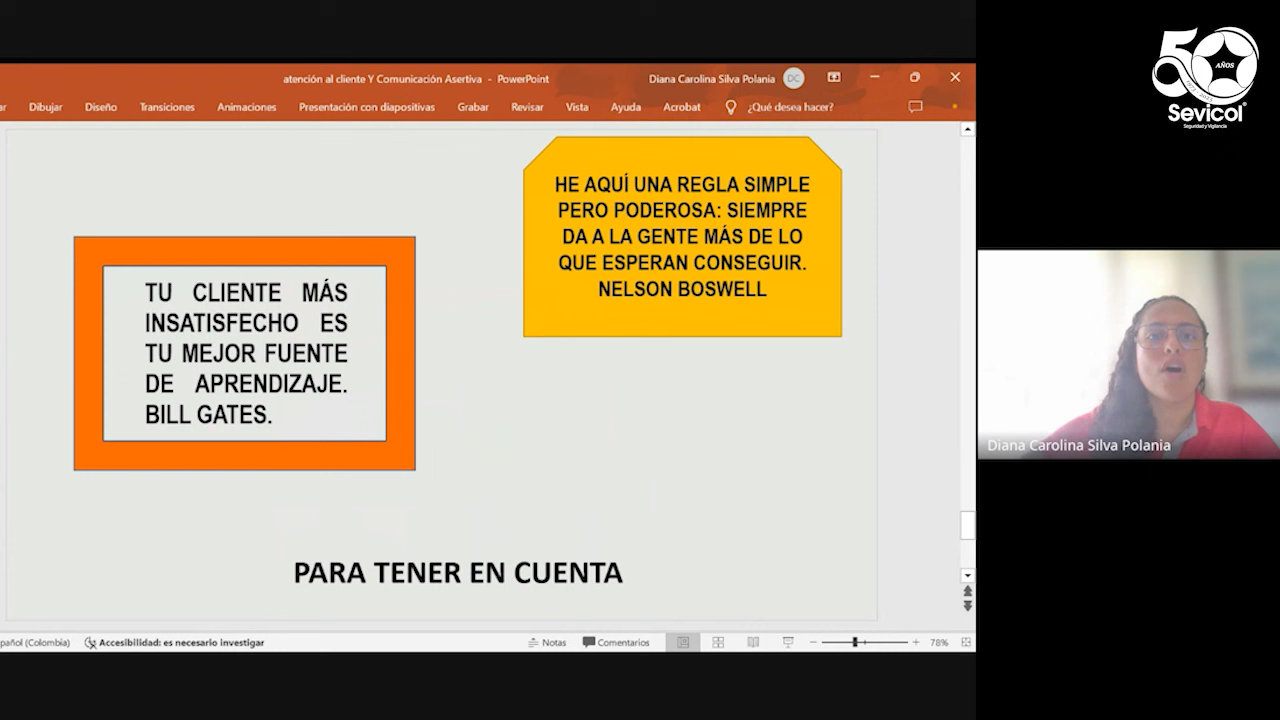 atención al cliente Y Comunicación Asertiva - PowerPoint
Diana Carolina Silva Polania
DC
ar Dibujar Diseño Transiciones Animaciones Presentación con diapositivas Grabar Revisar Vista Ayuda Acrobat ¿Qué desea hacer?
50
AÑOS
Sevicol
Seguridad y Vigilancia
HE AQUÍ UNA REGLA SIMPLE
PERO PODEROSA: SIEMPRE
DA A LA GENTE MÁS DE LO
QUE ESPERAN CONSEGUIR.
NELSON BOSWELL
TU CLIENTE MÁS
INSATISFECHO ES
TU MEJOR FUENTE
DE APRENDIZAJE.
BILL GATES.
Diana Carolina Silva Polania
PARA TENER EN CUENTA
pañol (Colombia) Accesibilidad: es necesario investigar Notas Comentarios 78%